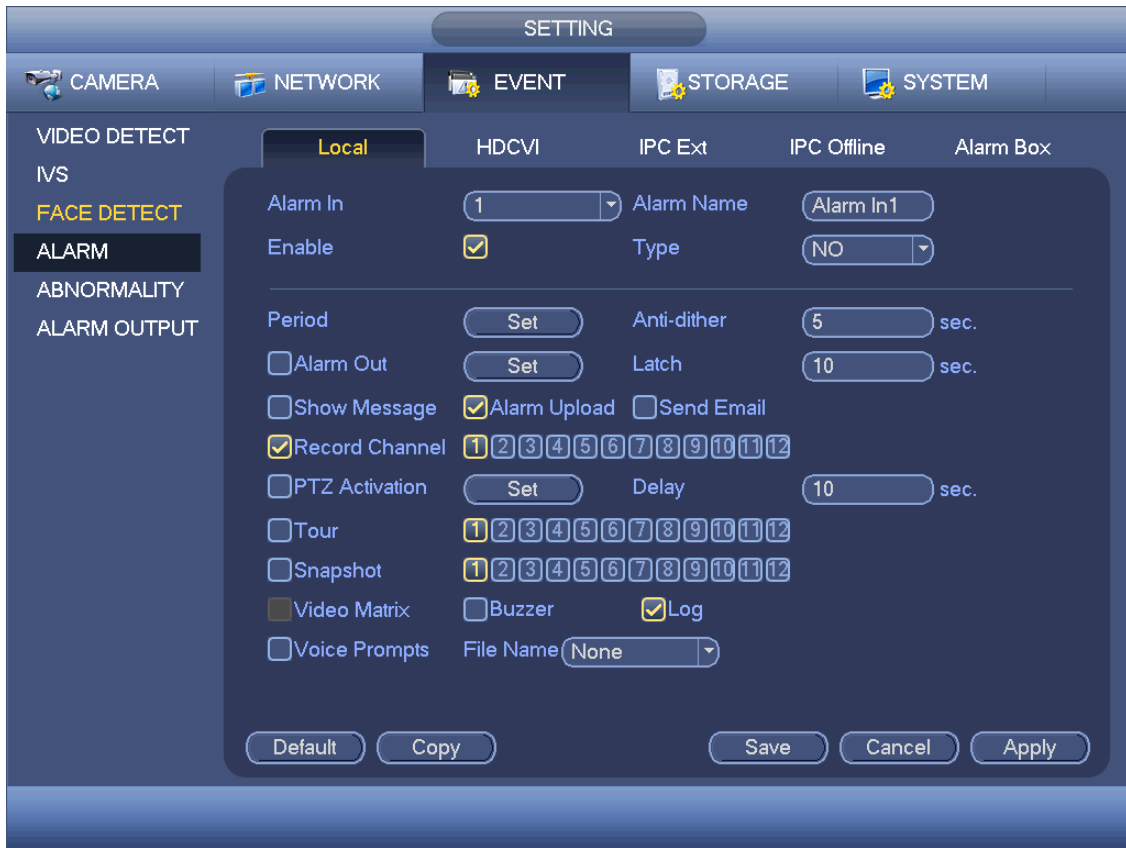 SETTING
CAMERA NETWORK EVENT STORAGE SYSTEM
VIDEO DETECT
IVS
FACE DETECT
ALARM
ABNORMALITY
ALARM OUTPUT
Local HDCVI IPC Ext IPC Offline Alarm Box
Alarm In 1 Alarm Name Alarm In1
Enable Type NO
Period Set Anti-dither 5 sec.
Alarm Out Set Latch 10 sec.
Show Message Alarm Upload Send Email
Record Channel 1 2 3 4 5 6 7 8 9 10 11 12
PTZ Activation Set Delay 10 sec.
Tour 1 2 3 4 5 6 7 8 9 10 11 12
Snapshot 1 2 3 4 5 6 7 8 9 10 11 12
Video Matrix Buzzer Log
Voice Prompts File Name None
Default Copy Save Cancel Apply